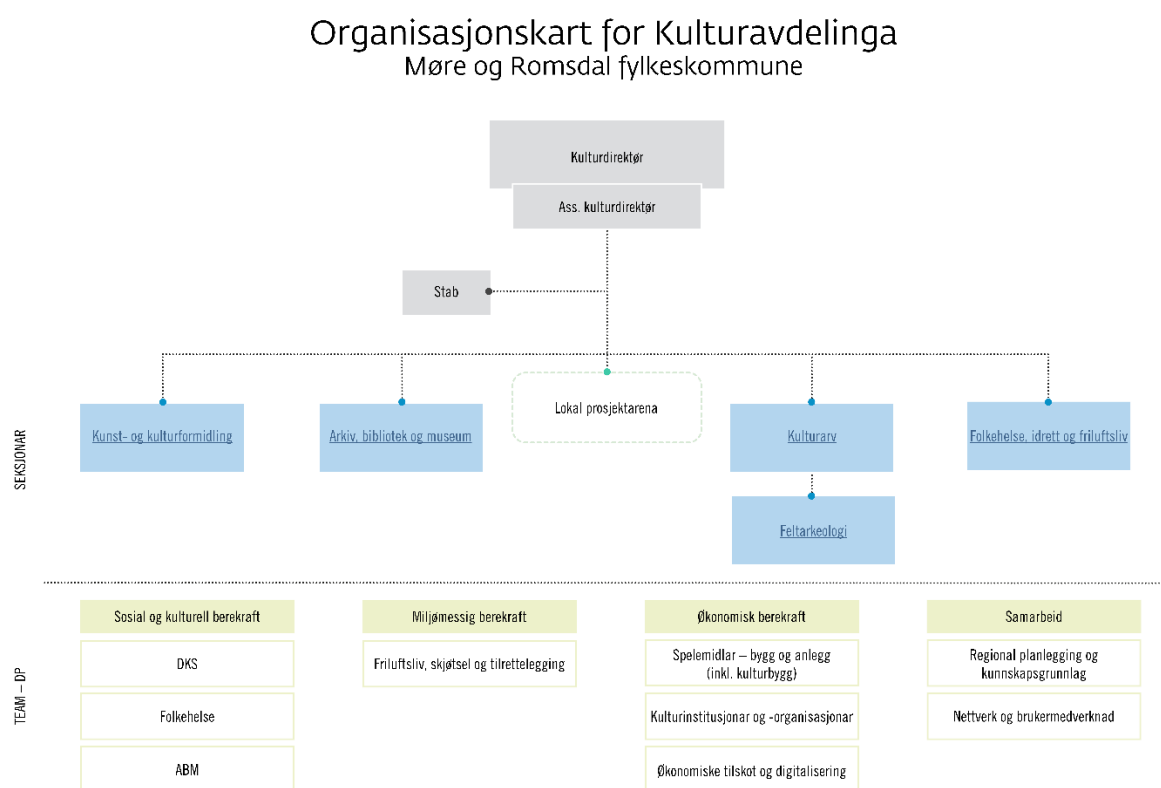 Organisasjonskart for Kulturavdelinga
Møre og Romsdal fylkeskommune
Kulturdirektør
Ass. kulturdirektør
Stab
Lokal prosjektarena
SEKSJONAR
Kunst- og kulturformidling
Arkiv, bibliotek og museum
Kulturarv
Folkehelse, idrett og friluftsliv
Feltarkeologi
TEAM – DP
Sosial og kulturell berekraft
DKS
Folkehelse
ABM
Miljømessig berekraft
Friluftsliv, skjøtsel og tilrettelegging
Økonomisk berekraft
Spelemidlar – bygg og anlegg
(inkl. kulturbygg)
Kulturinstitusjonar og -organisasjonar
Økonomiske tilskot og digitalisering
Samarbeid
Regional planlegging og
kunnskapsgrunnlag
Nettverk og brukermedverknad